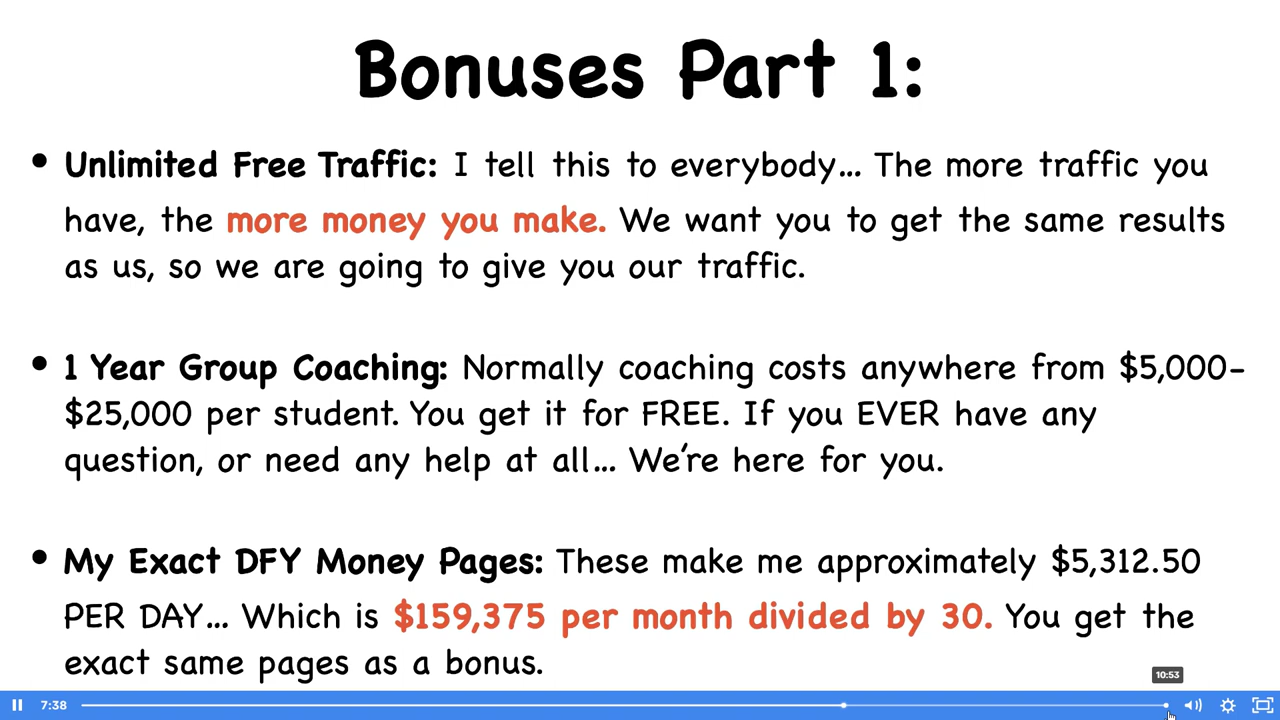 Bonuses Part 1:
• Unlimited Free Traffic: I tell this to everybody... The more traffic you
have, the more money you make. We want you to get the same results
as us, so we are going to give you our traffic.
• 1 Year Group Coaching: Normally coaching costs anywhere from $5,000-
$25,000 per student. You get it for FREE. If you EVER have any
question, or need any help at all... We're here for you.
• My Exact DFY Money Pages: These make me approximately $5,312.50
PER DAY... Which is $159,375 per month divided by 30. You get the
exact same pages as a bonus.
10:53
7:38